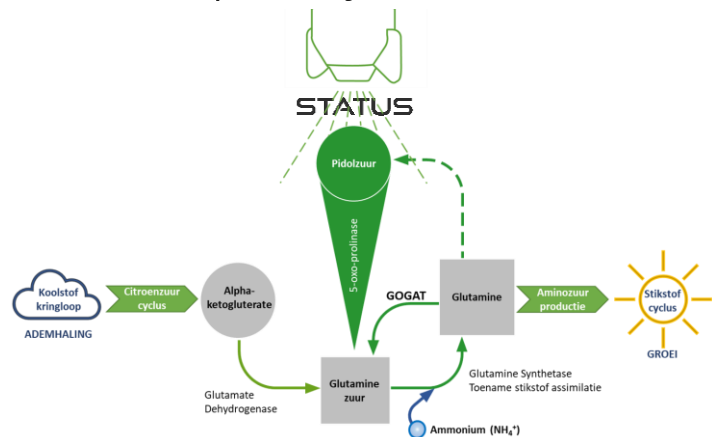 STATUS
Pidolzuur
5-oxo-prolinase
Koolstof
kringloop
ADEMHALING
Citroenzuur
cyclus
Alpha-
ketogluterate
GOGAT
Glutamine
Aminozuur
productie
Stikstof
cyclus
GROEI
Glutamate
Dehydrogenase
Glutamine
zuur
Glutamine Synthetase
Toename stikstof assimilatie
Ammonium (NH₄⁺)